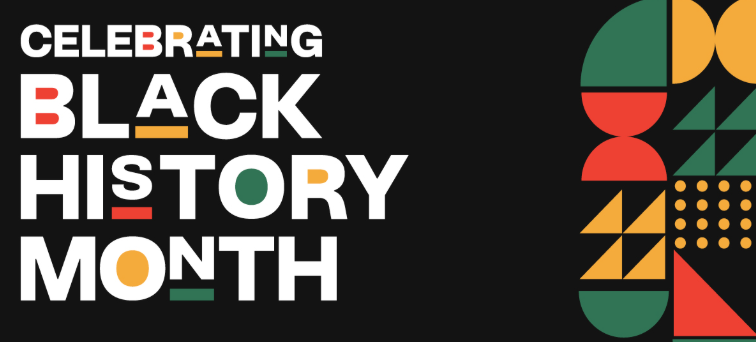 CELEBRATING
BLACK
HISTORY
MONTH